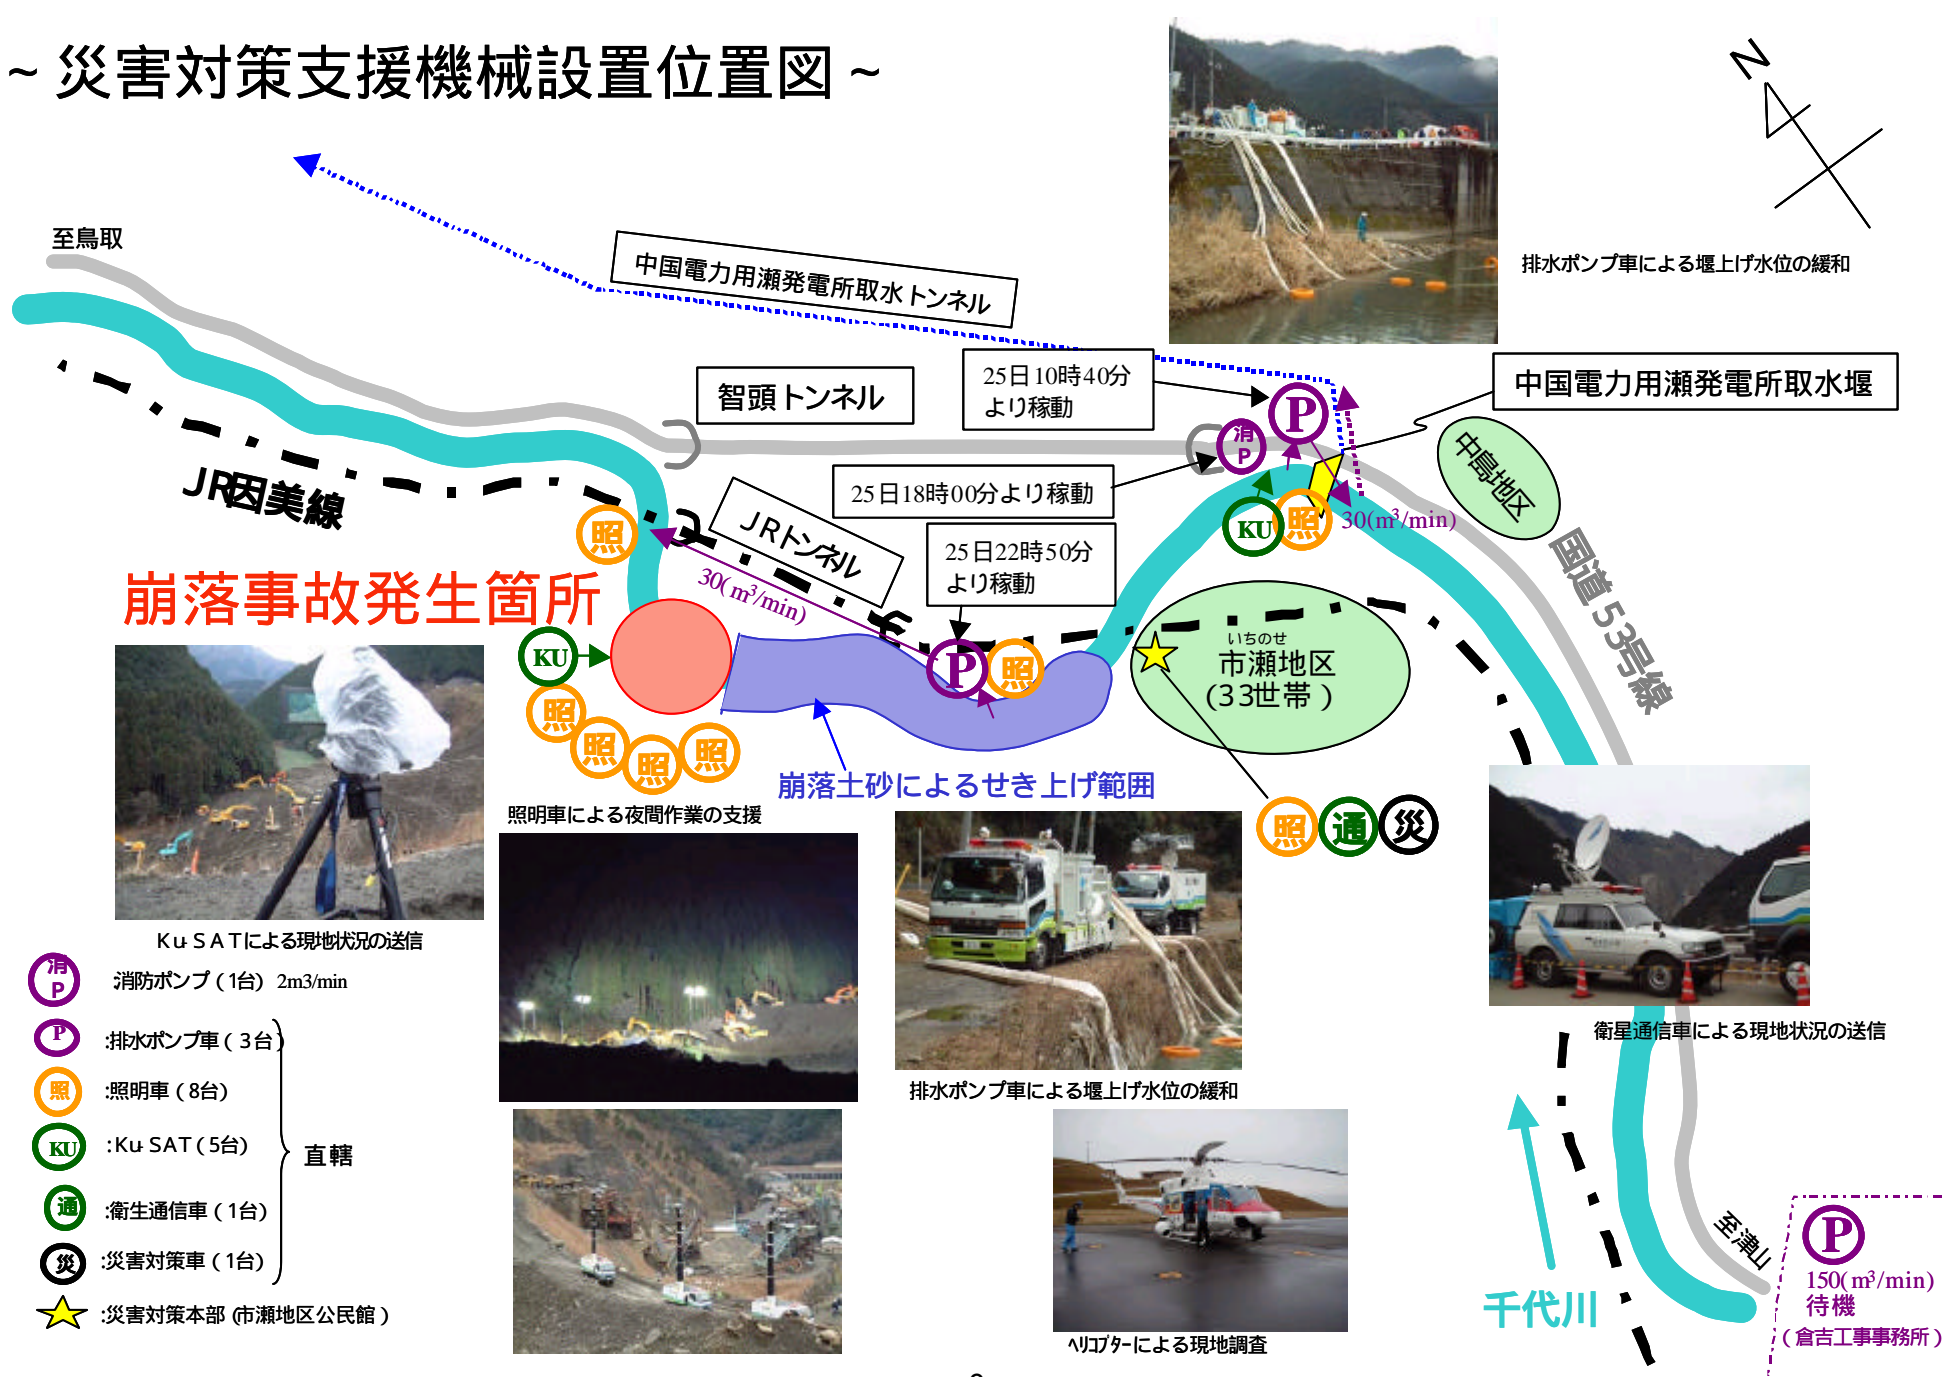 ~ 災害対策支援機械設置位置図 ~
N
排水ポンプ車による堰上げ水位の緩和
至鳥取
中国電力用瀬発電所取水トンネル
智頭トンネル
25日10時40分
より稼動
P
消
P
中国電力用瀬発電所取水堰
中島地区
25日18時00分より稼動
KU
照
30(m³/min)
JR因美線
照
JRトンネル
30(m³/min)
25日22時50分
より稼動
国道53号線
崩落事故発生箇所
KU
照
照
照
照
P
照
いちのせ
市瀬地区
(33世帯)
崩落土砂によるせき上げ範囲
照
通
災
照明車による夜間作業の支援
Ku-SATによる現地状況の送信
排水ポンプ車による堰上げ水位の緩和
衛星通信車による現地状況の送信
ヘリコプターによる現地調査
消
P
:消防ポンプ(1台) 2m3/min
P
:排水ポンプ車(3台)
照
:照明車(8台)
KU
:Ku-SAT(5台)
通
:衛生通信車(1台)
災
:災害対策車(1台)
直轄
:災害対策本部(市瀬地区公民館)
千代川
至津山
P
150(m³/min)
待機
(倉吉工事事務所)